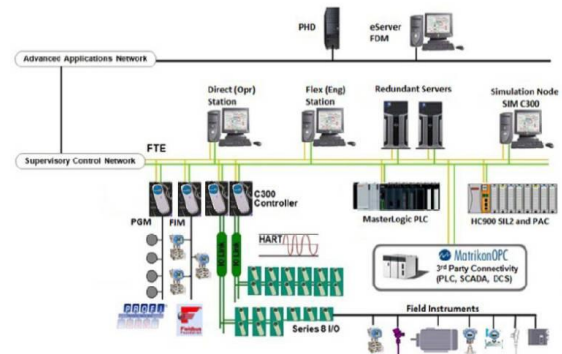 PHD
eServer
FDM
Advanced Applications Network
Direct (Opr)
Station
Flex (Eng)
Station
Redundant Servers
Simulation Node
SIM C300
FTE
Supervisory Control Network
C300
Controller
PGM
FIM
MasterLogic PLC
HC900 SIL2 and PAC
HART
MatrikonOPC
3rd Party Connectivity
(PLC, SCADA, DCS)
Field Instruments
Series 8 I/O
PROFI
Fieldbus